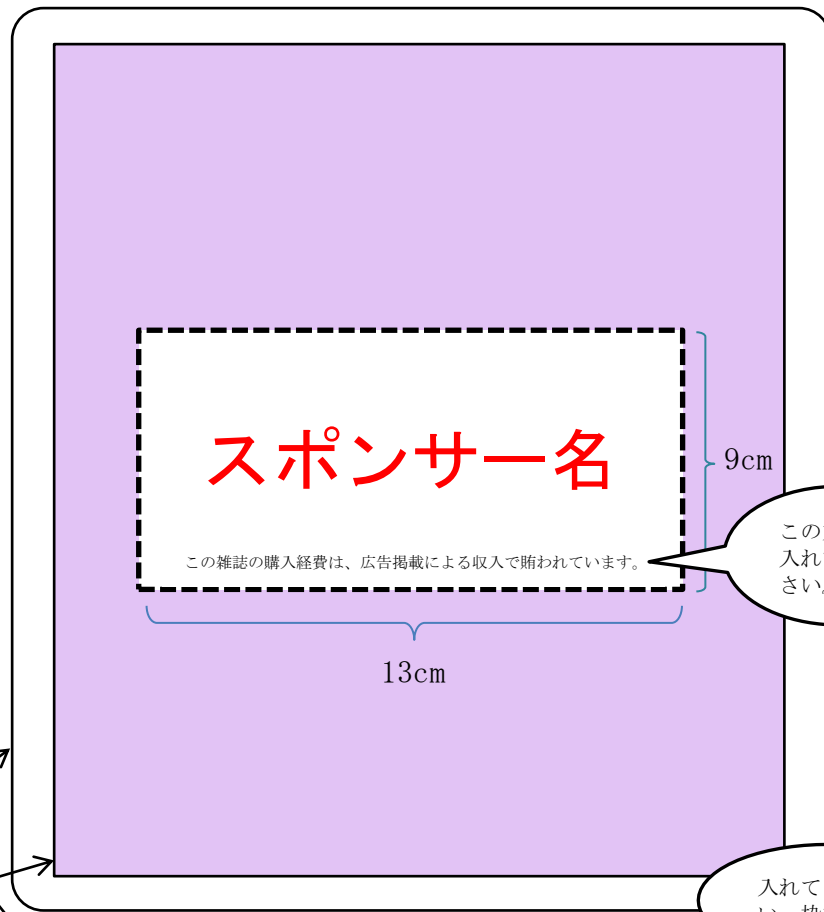 スポンサー名
9cm
この雑誌の購入経費は、広告掲載による収入で賄われています。
この
入れ
さい。
13cm
入れて